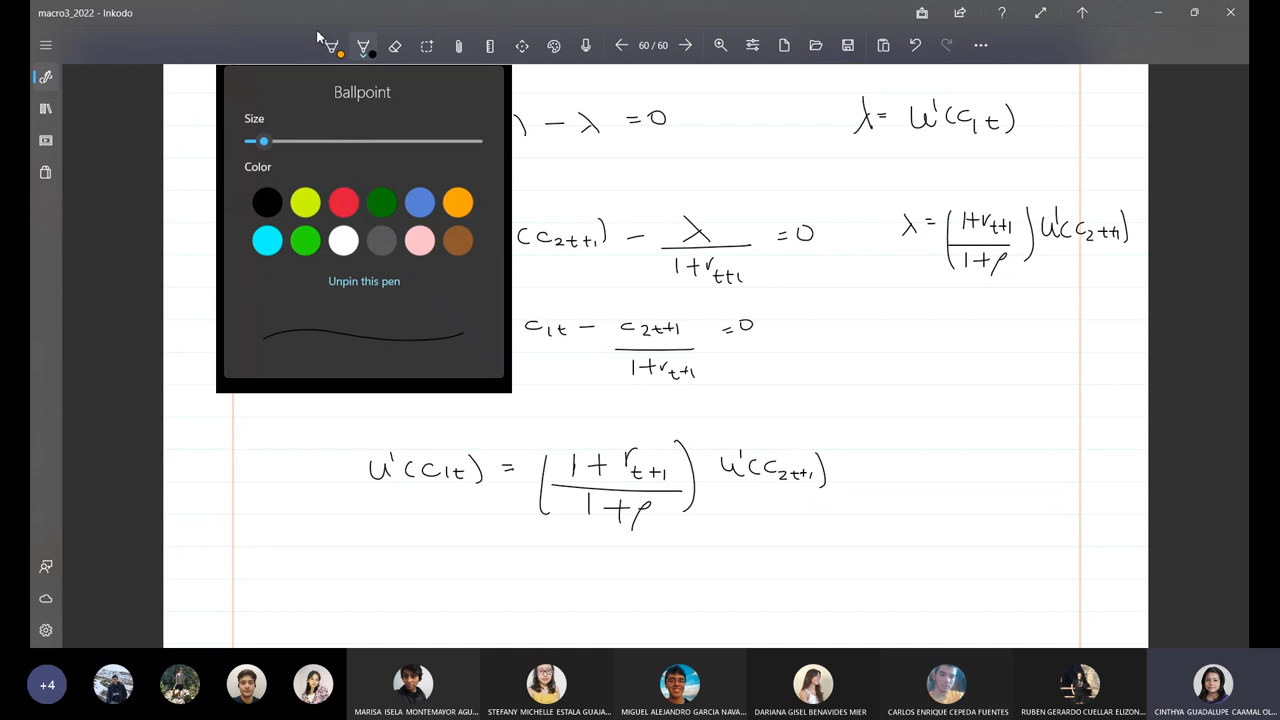 macro3_2022 - Inkodo
60 / 60
Ballpoint
Size
Color
Unpin this pen
λ - λ = 0
λ = u'(c1t)
(c2t+1) - λ/(1+rt+1) = 0
λ = ((1+rt+1)/(1+ρ)) u'(c2t+1)
c1t - c2t+1/(1+rt+1) = 0
u'(c1t) = ((1+rt+1)/(1+ρ)) u'(c2t+1)
+4
MARISA ISELA MONTEMAYOR AGU...
STEFANY MICHELLE ESTALA GUAJA...
MIGUEL ALEJANDRO GARCIA NAVA...
DARIANA GISEL BENAVIDES MIER
CARLOS ENRIQUE CEPEDA FUENTES
RUBEN GERARDO CUELLAR ELIZON...
CINTHYA GUADALUPE CAAMAL OL...